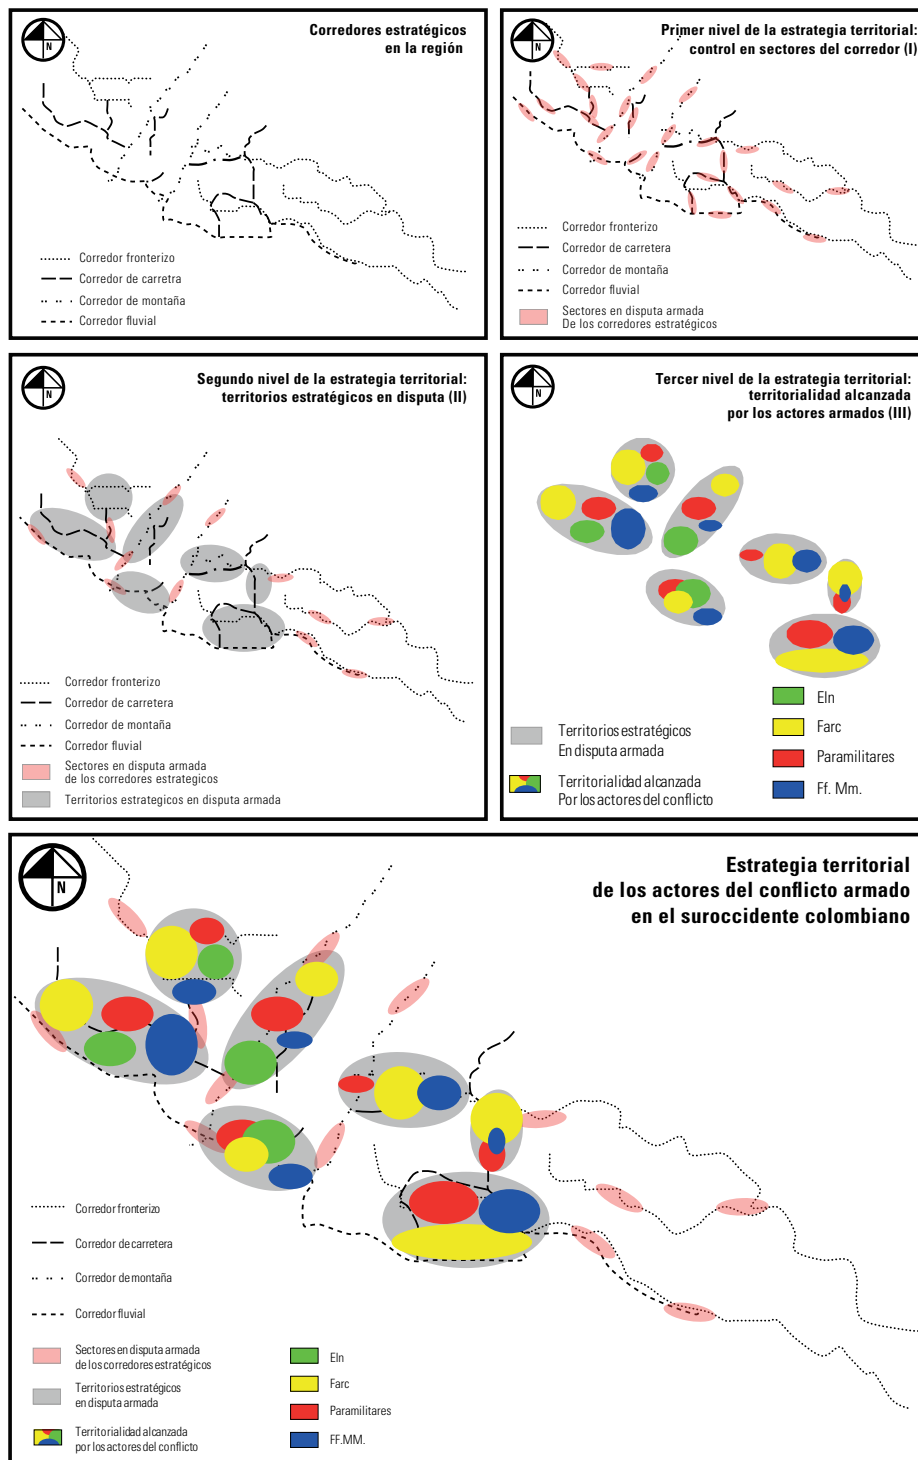 Corredores estratégicos
en la región
N
Corredor fronterizo
Corredor de carretra
Corredor de montaña
Corredor fluvial
Primer nivel de la estrategia territorial:
control en sectores del corredor (I)
N
Corredor fronterizo
Corredor de carretera
Corredor de montaña
Corredor fluvial
Sectores en disputa armada
De los corredores estratégicos
Segundo nivel de la estrategia territorial:
territorios estratégicos en disputa (II)
N
Corredor fronterizo
Corredor de carretera
Corredor de montaña
Corredor fluvial
Sectores en disputa armada
de los corredores estrategicos
Territorios estrategicos en disputa armada
Tercer nivel de la estrategia territorial:
territorialidad alcanzada
por los actores armados (III)
N
Territorios estratégicos
En disputa armada
Territorialidad alcanzada
Por los actores del conflicto
Eln
Farc
Paramilitares
Ff. Mm.
Estrategia territorial
de los actores del conflicto armado
en el suroccidente colombiano
N
Corredor fronterizo
Corredor de carretera
Corredor de montaña
Corredor fluvial
Sectores en disputa armada
de los corredores estratégicos
Territorios estratégicos
en disputa armada
Territorialidad alcanzada
por los actores del conflicto
Eln
Farc
Paramilitares
FF.MM.